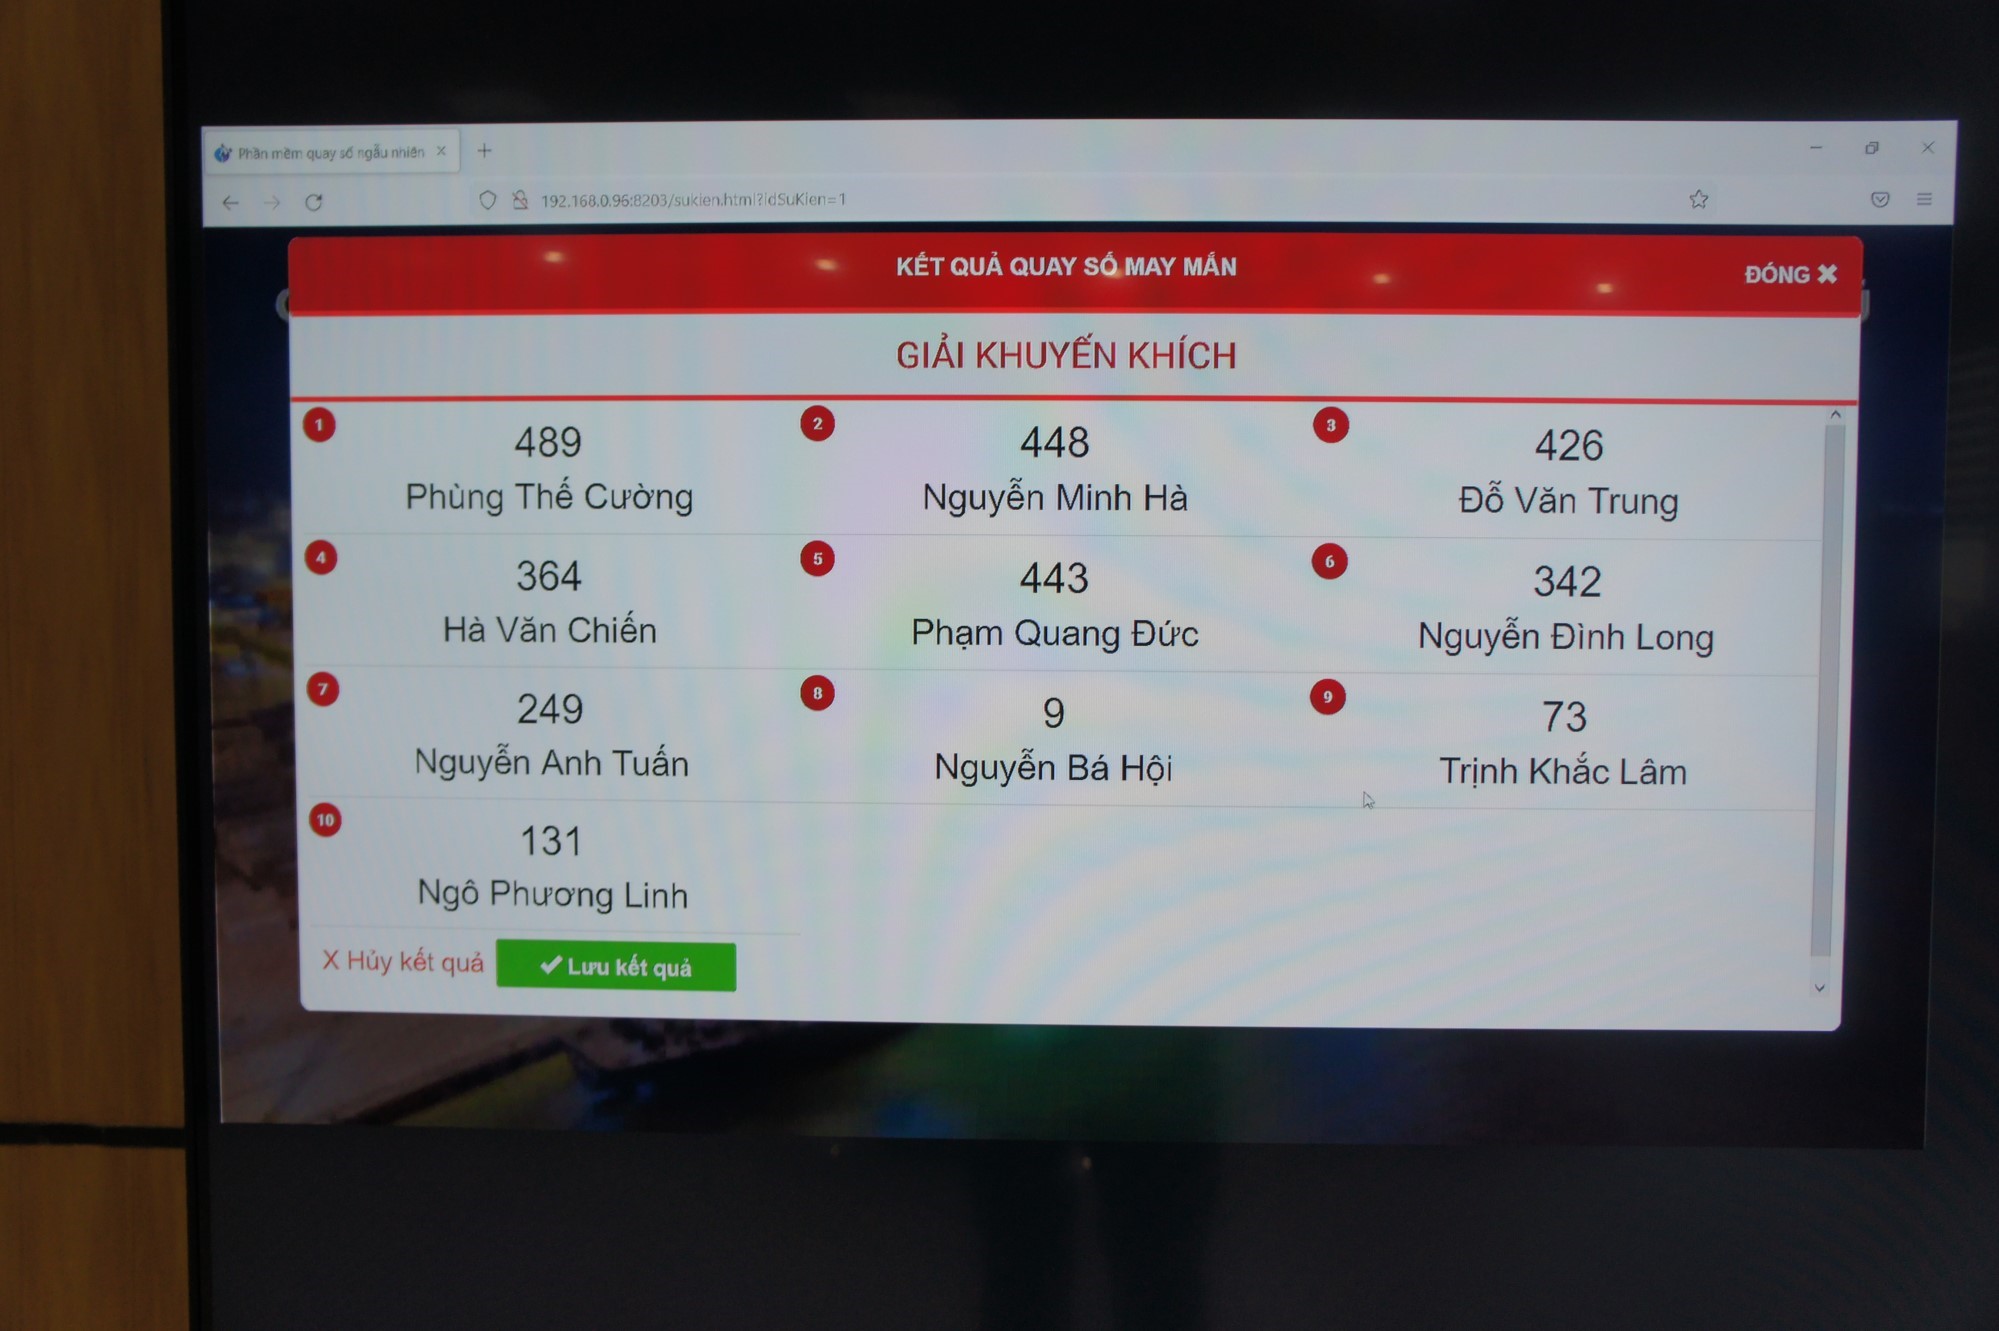 Phần mềm quay số ngẫu nhiên
192.168.0.96:8203/sukien.html?idSuKien=1
KẾT QUẢ QUAY SỐ MAY MẮN
ĐÓNG ✖
GIẢI KHUYẾN KHÍCH
1
489
Phùng Thế Cường
2
448
Nguyễn Minh Hà
3
426
Đỗ Văn Trung
4
364
Hà Văn Chiến
5
443
Phạm Quang Đức
6
342
Nguyễn Đình Long
7
249
Nguyễn Anh Tuấn
8
9
Nguyễn Bá Hội
9
73
Trịnh Khắc Lâm
10
131
Ngô Phương Linh
X Hủy kết quả
✔ Lưu kết quả